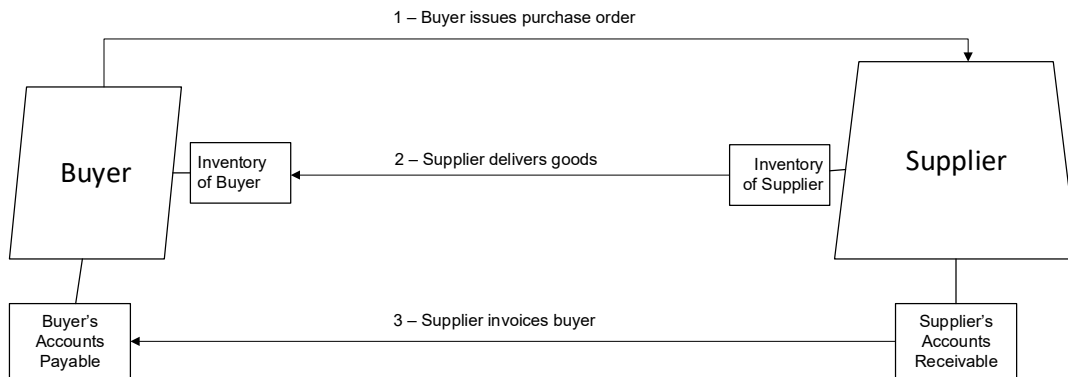 1 – Buyer issues purchase order
Buyer
Inventory
of Buyer
2 – Supplier delivers goods
Inventory
of Supplier
Supplier
Buyer’s
Accounts
Payable
3 – Supplier invoices buyer
Supplier’s
Accounts
Receivable